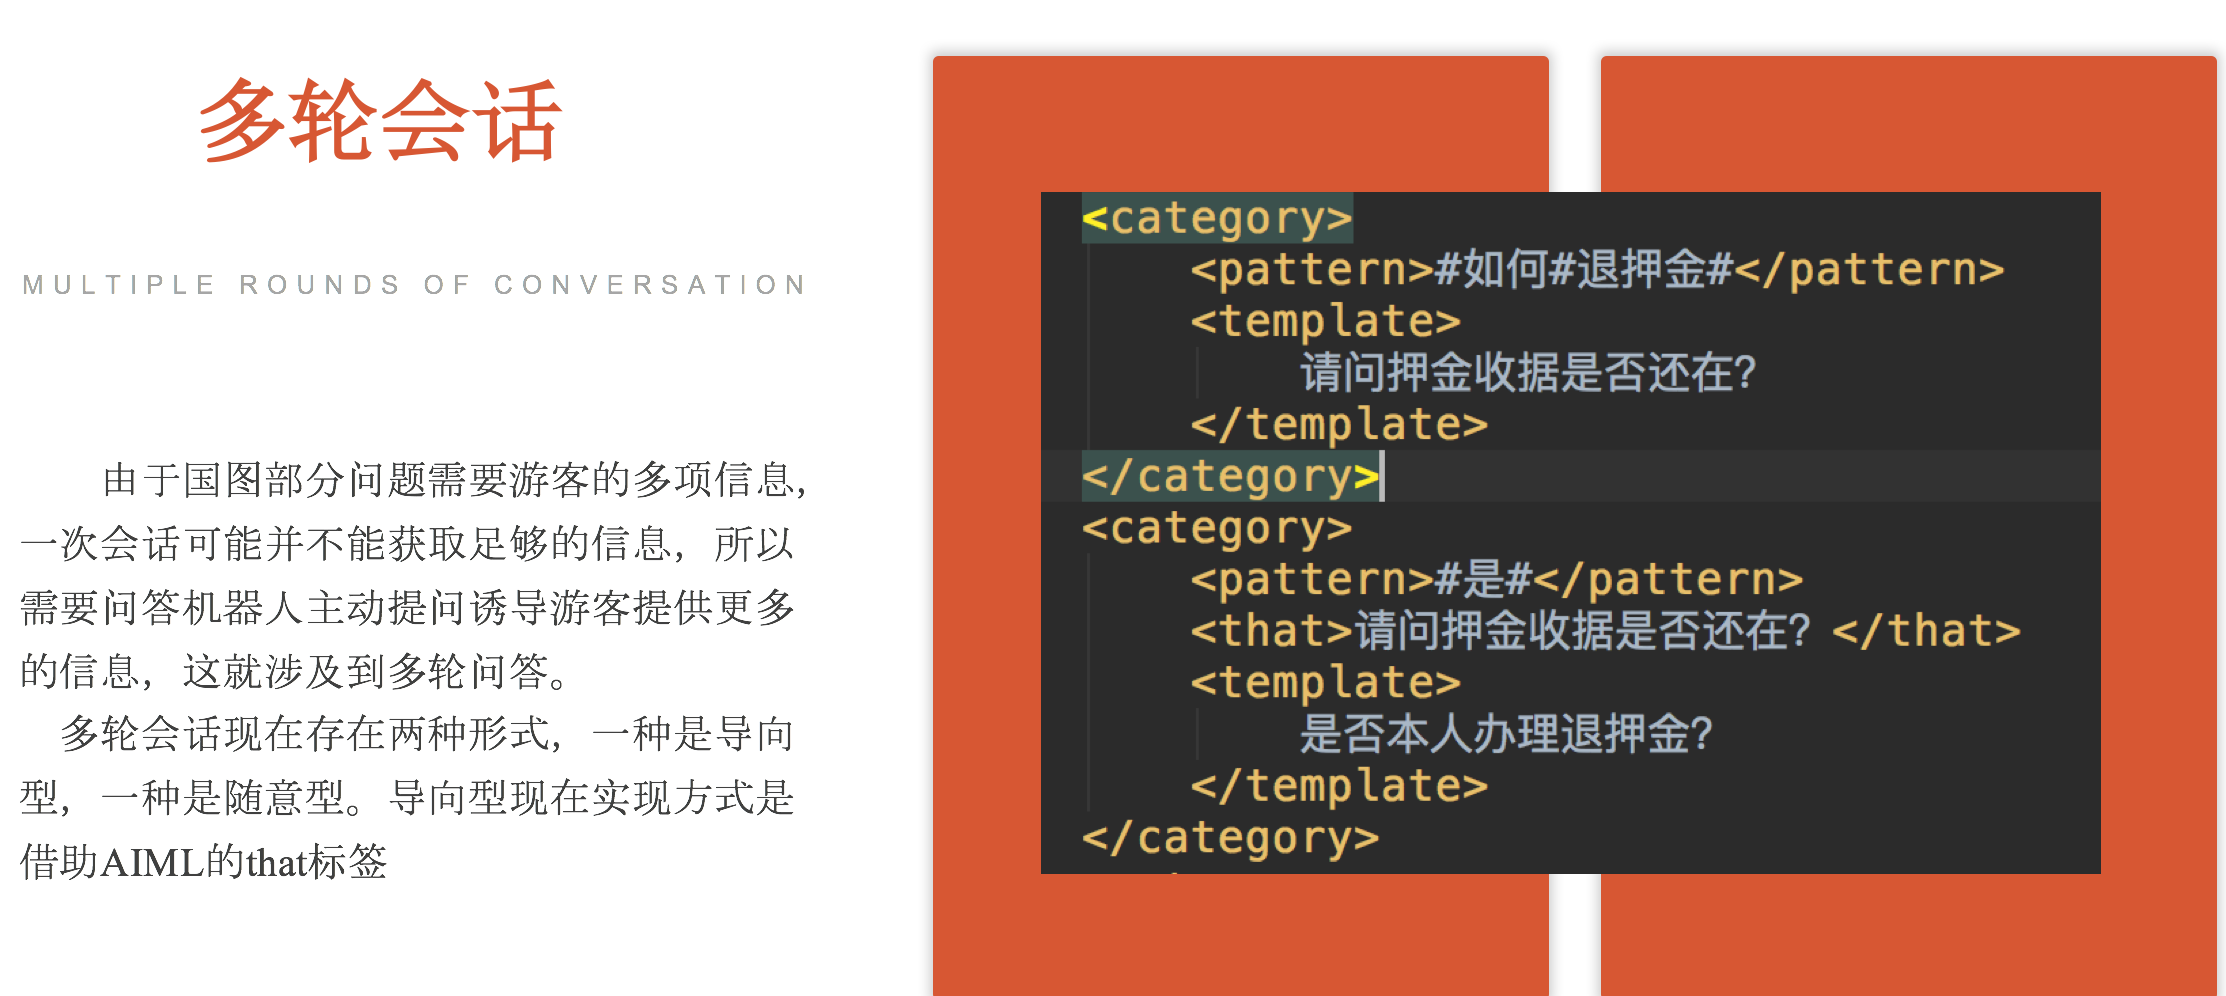 多轮会话
MULTIPLE ROUNDS OF CONVERSATION
由于国图部分问题需要游客的多项信息，
一次会话可能并不能获取足够的信息，所以
需要问答机器人主动提问诱导游客提供更多
的信息，这就涉及到多轮问答。
多轮会话现在存在两种形式，一种是导向
型，一种是随意型。导向型现在实现方式是
借助AIML的that标签
<category>
<pattern>#如何#退押金#</pattern>
<template>
请问押金收据是否还在？
</template>
</category>
<category>
<pattern>#是#</pattern>
<that>请问押金收据是否还在？</that>
<template>
是否本人办理退押金？
</template>
</category>